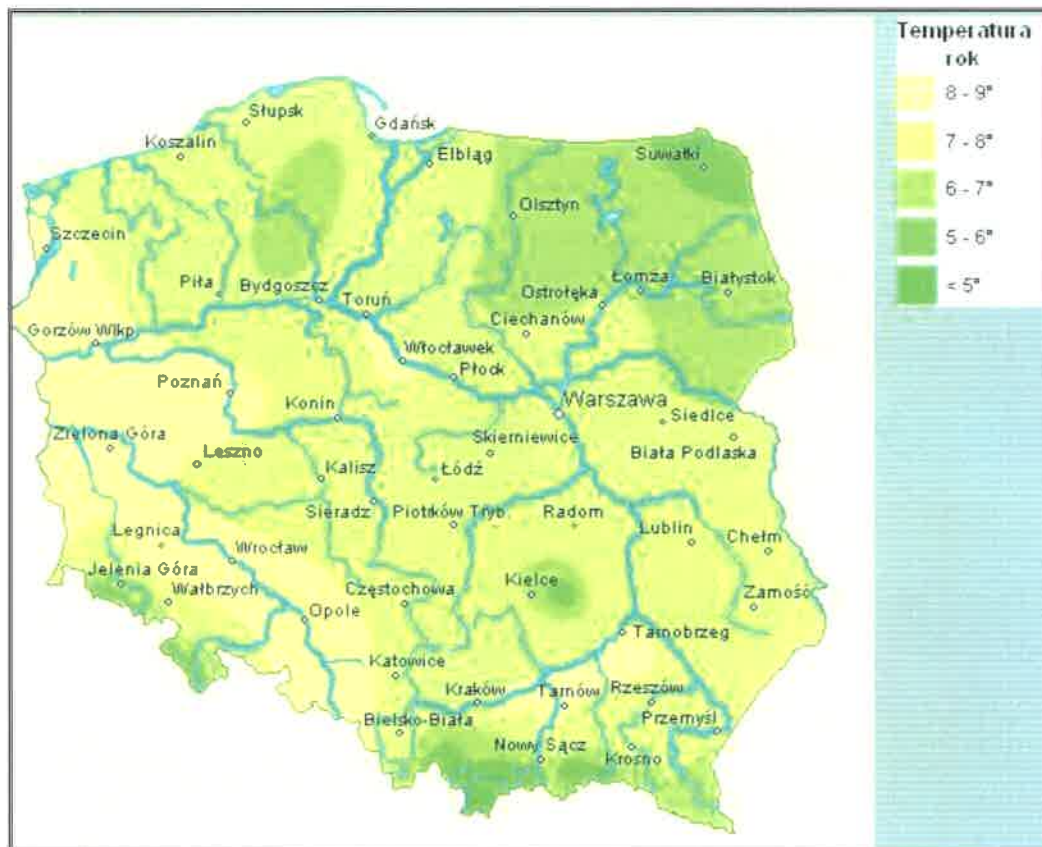 Temperatura
rok
8 - 9°
7 - 8°
6 - 7°
5 - 6°
< 5°
Słupsk
Gdańsk
Koszalin
Elbląg
Suwałki
Olsztyn
Szczecin
Piła
Bydgoszcz
Toruń
Łomża
Białystok
Ostrołęka
Ciechanów
Gorzów Wlkp
Włocławek
Płock
Poznań
Konin
Warszawa
Siedlce
Zielona Góra
Skierniewice
Leszno
Kalisz
Łódź
Biała Podlaska
Sieradz
Piotrków Tryb.
Radom
Lublin
Chełm
Legnica
Wrocław
Jelenia Góra
Wałbrzych
Częstochowa
Kielce
Zamość
Opole
Tarnobrzeg
Katowice
Kraków
Tarnów
Rzeszów
Bielsko-Biała
Przemyśl
Nowy Sącz
Krosno